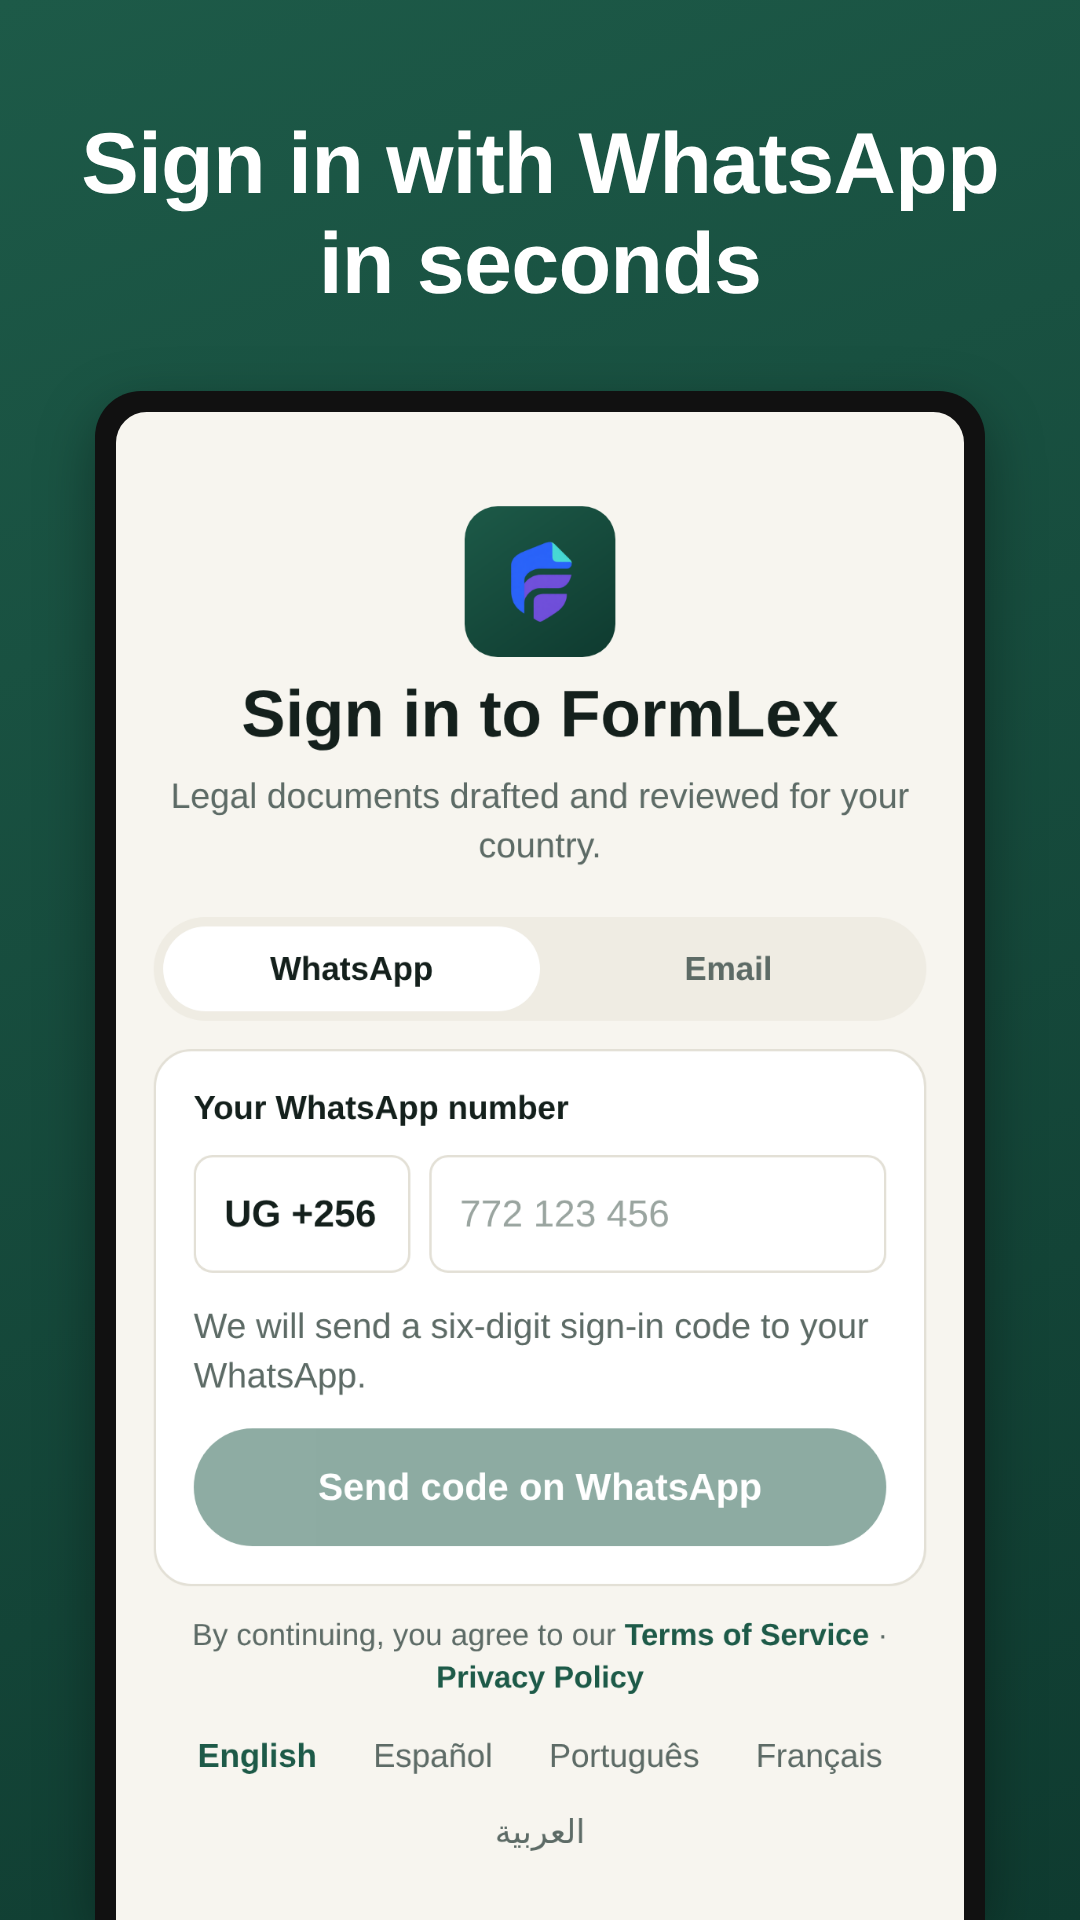 Sign in with WhatsApp
in seconds
Sign in to FormLex
Legal documents drafted and reviewed for your
country.
WhatsApp
Email
Your WhatsApp number
UG +256
772 123 456
We will send a six-digit sign-in code to your
WhatsApp.
Send code on WhatsApp
By continuing, you agree to our Terms of Service ·
Privacy Policy
English Español Português Français
العربية